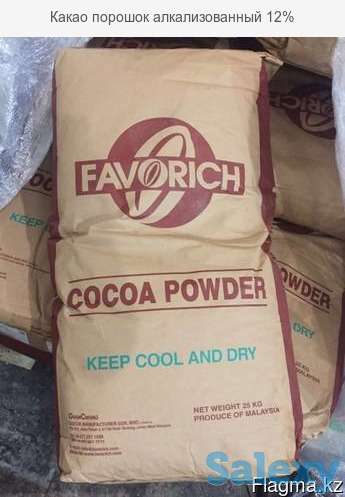 Какао порошок алкализованный 12%
FAVORICH
COCOA POWDER
KEEP COOL AND DRY
NET WEIGHT 25 KG
PRODUCE OF MALAYSIA
RICH
KEEP
Flagma.kz